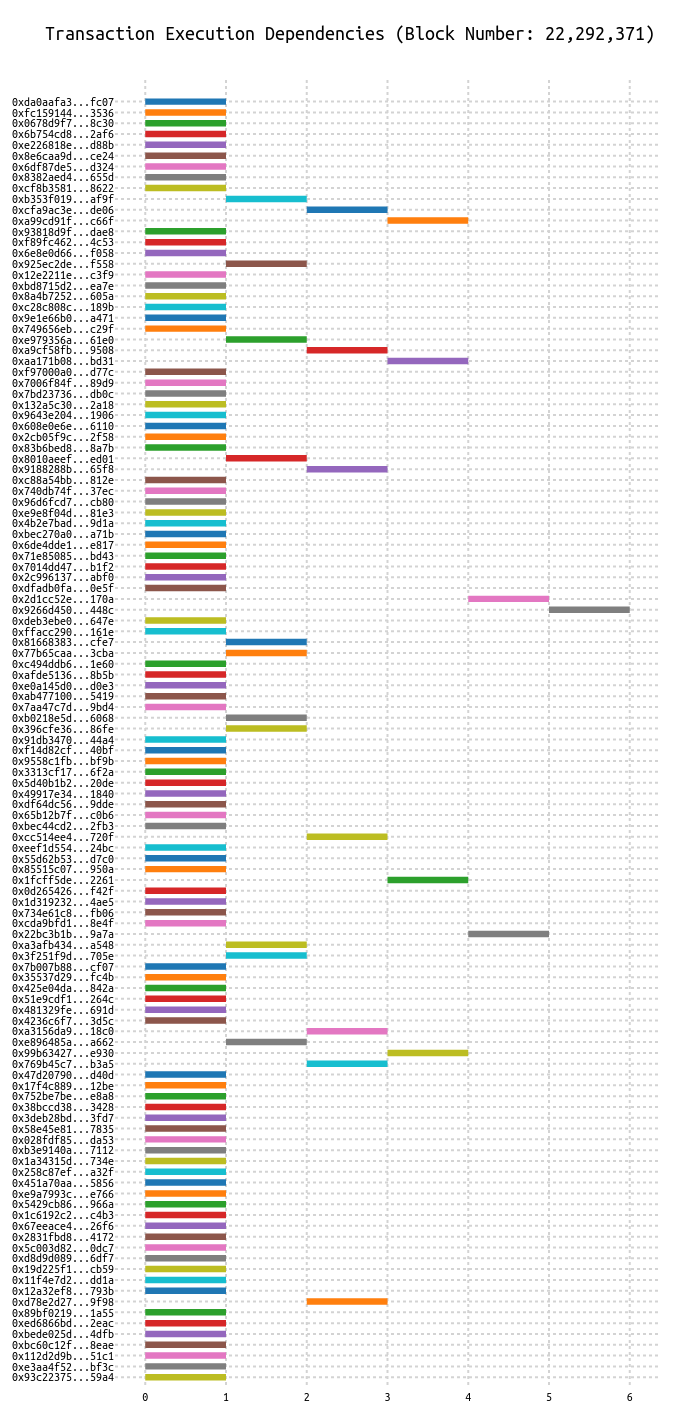 Transaction Execution Dependencies (Block Number: 22,292,371)
0xda0aafa3...fc07
0xfc159144...3536
0x0678d9f7...8c30
0x6b754cd8...2af6
0xe226818e...d88b
0x8e6caa9d...ce24
0x6df87de5...d324
0x8382aed4...655d
0xcf8b3581...8622
0xb353f019...af9f
0xcfa9ac3e...de06
0xa99cd91f...c66f
0x93818d9f...dae8
0xf89fc462...4c53
0x6e8e0d66...f058
0x925ec2de...f558
0x12e2211e...c3f9
0xbd8715d2...ea7e
0x8a4b7252...605a
0xc28c808c...189b
0x9e1e66b0...a471
0x749656eb...c29f
0xe979356a...61e0
0xa9cf58fb...9508
0xaa171b08...bd31
0xf97000a0...d77c
0x7006f84f...89d9
0x7bd23736...db0c
0x132a5c30...2a18
0x9643e204...1906
0x608e0e6e...6110
0x2cb05f9c...2f58
0x83b6bed8...8a7b
0x8010aeef...ed01
0x9188288b...65f8
0xc88a54bb...812e
0x740db74f...37ec
0x96d6fcd7...cb80
0xe9e8f04d...81e3
0x4b2e7bad...9d1a
0xbec270a0...a71b
0x6de4dde1...e817
0x71e85085...bd43
0x7014dd47...b1f2
0x2c996137...abf0
0xdfadb0fa...0e5f
0x2d1cc52e...170a
0x9266d450...448c
0xdeb3ebe0...647e
0xffacc290...161e
0x81668383...cfe7
0x77b65caa...3cba
0xc494ddb6...1e60
0xafde5136...8b5b
0xe0a145d0...d0e3
0xab477100...5419
0x7aa47c7d...9bd4
0xb0218e5d...6068
0x396cfe36...86fe
0x91db3470...44a4
0xf14d82cf...40bf
0x9558c1fb...bf9b
0x3313cf17...6f2a
0x5d40b1b2...20de
0x49917e34...1840
0xdf64dc56...9dde
0x65b12b7f...c0b6
0xbec44cd2...2fb3
0xcc514ee4...720f
0xeef1d554...24bc
0x55d62b53...d7c0
0x85515c07...950a
0x1fcff5de...2261
0x0d265426...f42f
0x1d319232...4ae5
0x734e61c8...fb06
0xcda9bfd1...8e4f
0x22bc3b1b...9a7a
0xa3afb434...a548
0x3f251f9d...705e
0x7b007b88...cf07
0x35537d29...fc4b
0x425e04da...842a
0x51e9cdf1...264c
0x481329fe...691d
0x4236c6f7...3d5c
0xa3156da9...18c0
0xe896485a...a662
0x99b63427...e930
0x769b45c7...b3a5
0x47d20790...d40d
0x17f4c889...12be
0x752be7be...e8a8
0x38bccd38...3428
0x3deb28bd...3fd7
0x58e45e81...7835
0x028fdf85...da53
0xb3e9140a...7112
0x1a34315d...734e
0x258c87ef...a32f
0x451a70aa...5856
0xe9a7993c...e766
0x5429cb86...966a
0x1c6192c2...c4b3
0x67eeace4...26f6
0x2831fbd8...4172
0x5c003d82...0dc7
0xd8d9d089...6df7
0x19d225f1...cb59
0x11f4e7d2...dd1a
0x12a32ef8...793b
0xd78e2d27...9f98
0x89bf0219...1a55
0xed6866bd...2eac
0xbede025d...4dfb
0xbc60c12f...8eae
0x112d2d9b...51c1
0xe3aa4f52...bf3c
0x93c22375...59a4
0 1 2 3 4 5 6